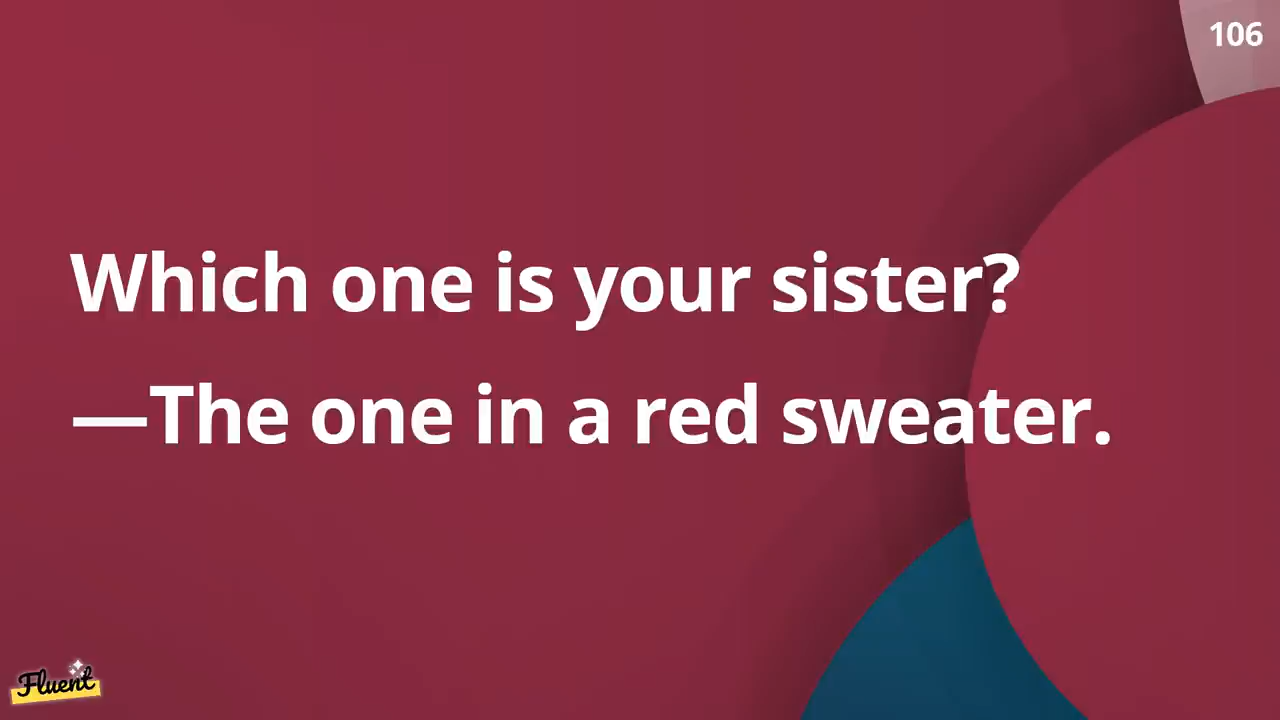 106
Which one is your sister?
—The one in a red sweater.
Fluent